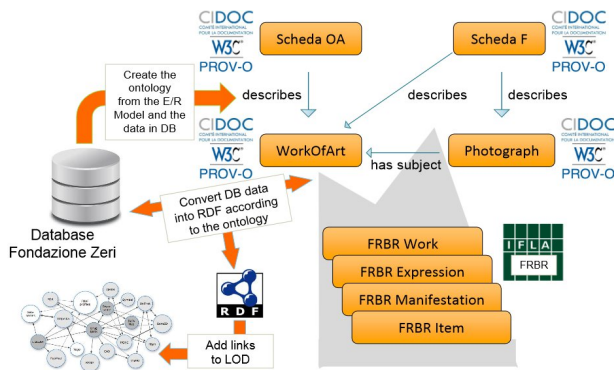 CIDOC
COMITÉ INTERNATIONAL
POUR LA DOCUMENTATION
W3C
PROV-O
Scheda OA
Scheda F
CIDOC
COMITÉ INTERNATIONAL
POUR LA DOCUMENTATION
W3C
PROV-O
Create the
ontology
from the E/R
Model and the
data in DB
describes
describes
describes
CIDOC
COMITÉ INTERNATIONAL
POUR LA DOCUMENTATION
W3C
PROV-O
WorkOfArt
has subject
Photograph
CIDOC
COMITÉ INTERNATIONAL
POUR LA DOCUMENTATION
W3C
PROV-O
Database
Fondazione Zeri
Convert DB data
into RDF according
to the ontology
FRBR Work
FRBR Expression
FRBR Manifestation
FRBR Item
IFLA
FRBR
RDF
Add links
to LOD